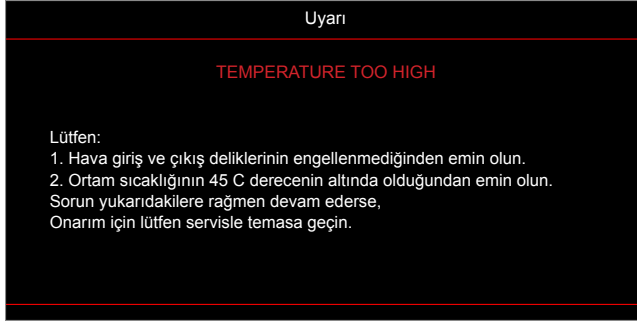 Uyarı
TEMPERATURE TOO HIGH
Lütfen:
1. Hava giriş ve çıkış deliklerinin engellenmediğinden emin olun.
2. Ortam sıcaklığının 45 C derecenin altında olduğundan emin olun.
Sorun yukarıdakilere rağmen devam ederse,
Onarım için lütfen servisle temasa geçin.